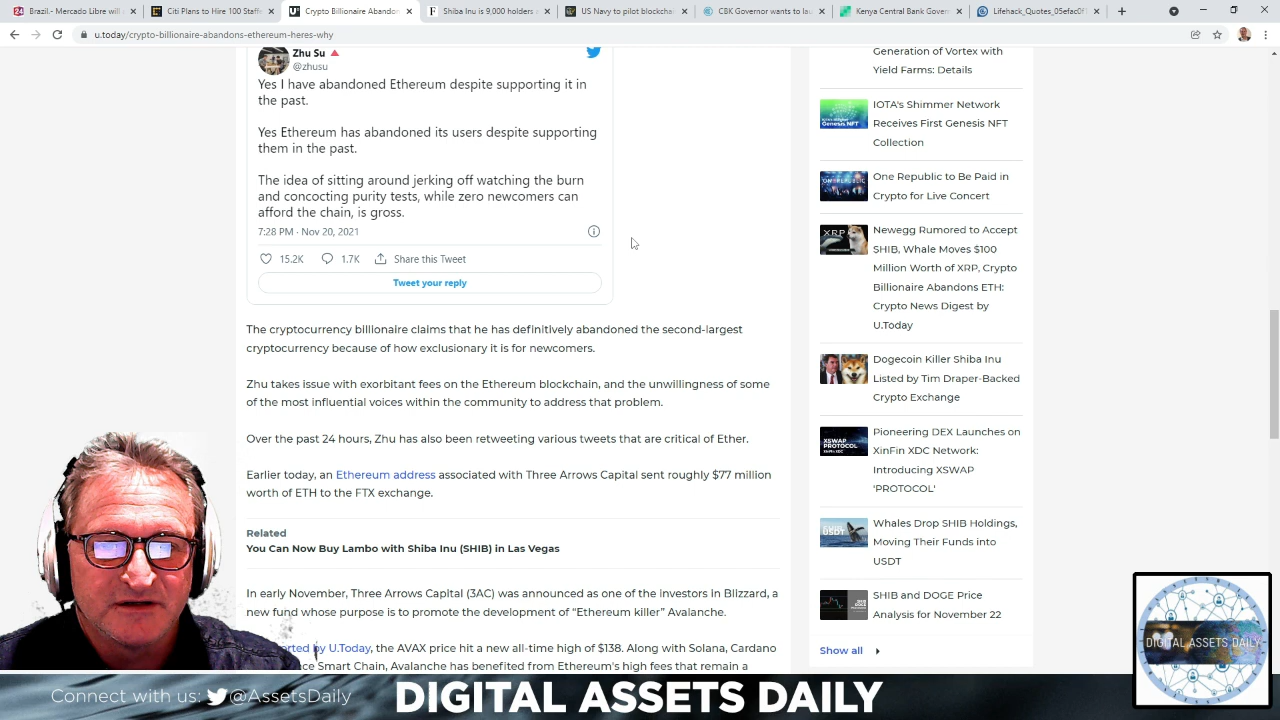 Brazil.- Mercado Libre will e
Citi Plans to Hire 100 Staffe
Crypto Billionaire Abandon
Shiba Inu is 9,000 holders s
US Navy to pilot blockchai
CBK Governor wants to lau
Kenya Central Bank Govern
Lifehack_Quotes_05efac0f1
u.today/crypto-billionaire-abandons-ethereum-heres-why
Zhu Su
@zhusu
Yes I have abandoned Ethereum despite supporting it in
the past.
Yes Ethereum has abandoned its users despite supporting
them in the past.
The idea of sitting around jerking off watching the burn
and concocting purity tests, while zero newcomers can
afford the chain, is gross.
7:28 PM · Nov 20, 2021
15.2K 1.7K Share this Tweet
Tweet your reply
The cryptocurrency billionaire claims that he has definitively abandoned the second-largest
cryptocurrency because of how exclusionary it is for newcomers.
Zhu takes issue with exorbitant fees on the Ethereum blockchain, and the unwillingness of some
of the most influential voices within the community to address that problem.
Over the past 24 hours, Zhu has also been retweeting various tweets that are critical of Ether.
Earlier today, an Ethereum address associated with Three Arrows Capital sent roughly $77 million
worth of ETH to the FTX exchange.
Related
You Can Now Buy Lambo with Shiba Inu (SHIB) in Las Vegas
In early November, Three Arrows Capital (3AC) was announced as one of the investors in Blizzard, a
new fund whose purpose is to promote the development of “Ethereum killer” Avalanche.
by U.Today, the AVAX price hit an all-time high of $138. Along with Solana, Cardano
Smart Chain, Avalanche has benefited from Ethereum's high fees that remain a
Generation of Vortex with
Yield Farms: Details
IOTA's Shimmer Network
Receives First Genesis NFT
Collection
One Republic to Be Paid in
Crypto for Live Concert
Newegg Rumored to Accept
SHIB, Whale Moves $100
Million Worth of XRP, Crypto
Billionaire Abandons ETH:
Crypto News Digest by
U.Today
Dogecoin Killer Shiba Inu
Listed by Tim Draper-Backed
Crypto Exchange
Pioneering DEX Launches on
XinFin XDC Network:
Introducing XSWAP
'PROTOCOL'
Whales Drop SHIB Holdings,
Moving Their Funds into
USDT
SHIB and DOGE Price
Analysis for November 22
Show all
DIGITAL ASSETS DAILY
Connect with us: @AssetsDaily
DIGITAL ASSETS DAILY